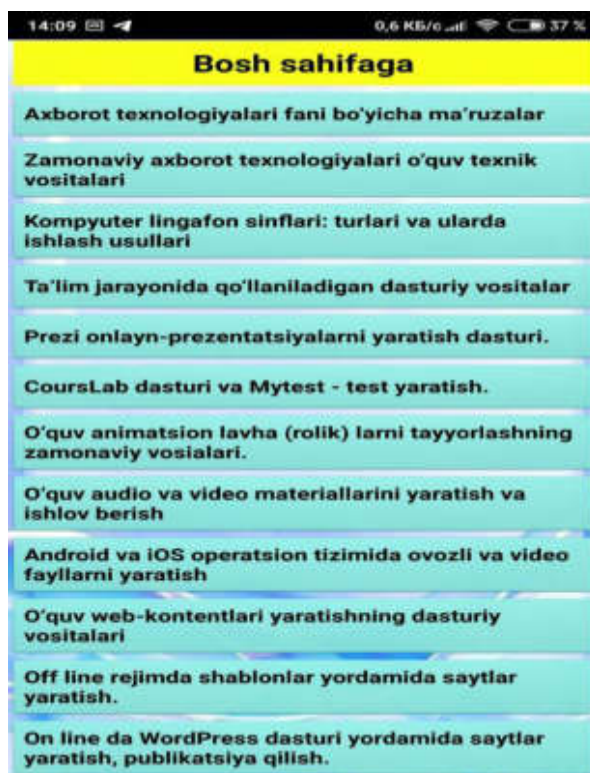 14:09 0,6 КБ/с 37 %
Bosh sahifaga
Axborot texnologiyalari fani bo'yicha ma'ruzalar
Zamonaviy axborot texnologiyalari o'quv texnik
vositalari
Kompyuter lingafon sinflari: turlari va ularda
ishlash usullari
Ta'lim jarayonida qo'llaniladigan dasturiy vositalar
Prezi onlayn-prezentatsiyalarni yaratish dasturi.
CoursLab dasturi va Mytest - test yaratish.
O'quv animatsion lavha (rolik) larni tayyorlashning
zamonaviy vosialari.
O'quv audio va video materiallarini yaratish va
ishlov berish
Android va iOS operatsion tizimida ovozli va video
fayllarni yaratish
O'quv web-kontentlari yaratishning dasturiy
vositalari
Off line rejimda shablonlar yordamida saytlar
yaratish.
On line da WordPress dasturi yordamida saytlar
yaratish, publikatsiya qilish.